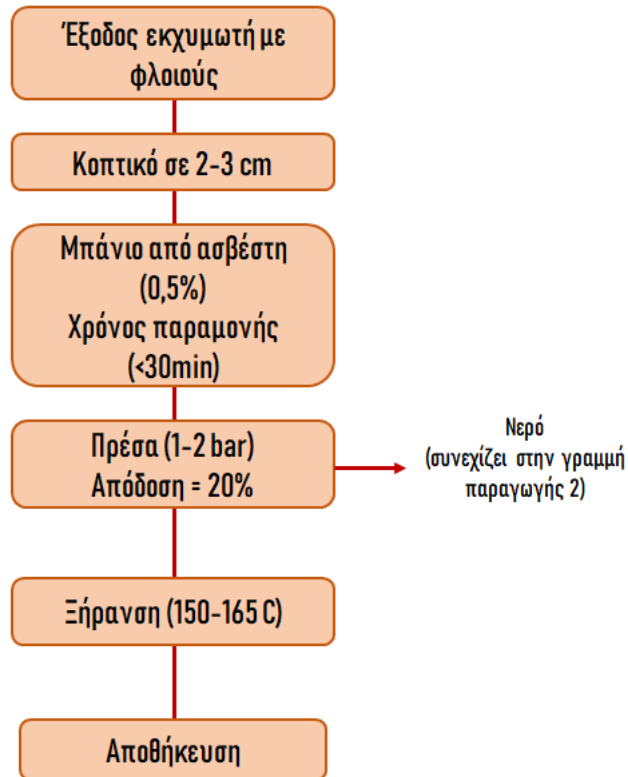 Έξοδος εκχυμωτή με
φλοιούς
Κοπτικό σε 2-3 cm
Μπάνιο από ασβέστη
(0,5%)
Χρόνος παραμονής
(<30min)
Πρέσα (1-2 bar)
Απόδοση = 20%
Νερό
(συνεχίζει στην γραμμή
παραγωγής 2)
Ξήρανση (150-165 C)
Αποθήκευση